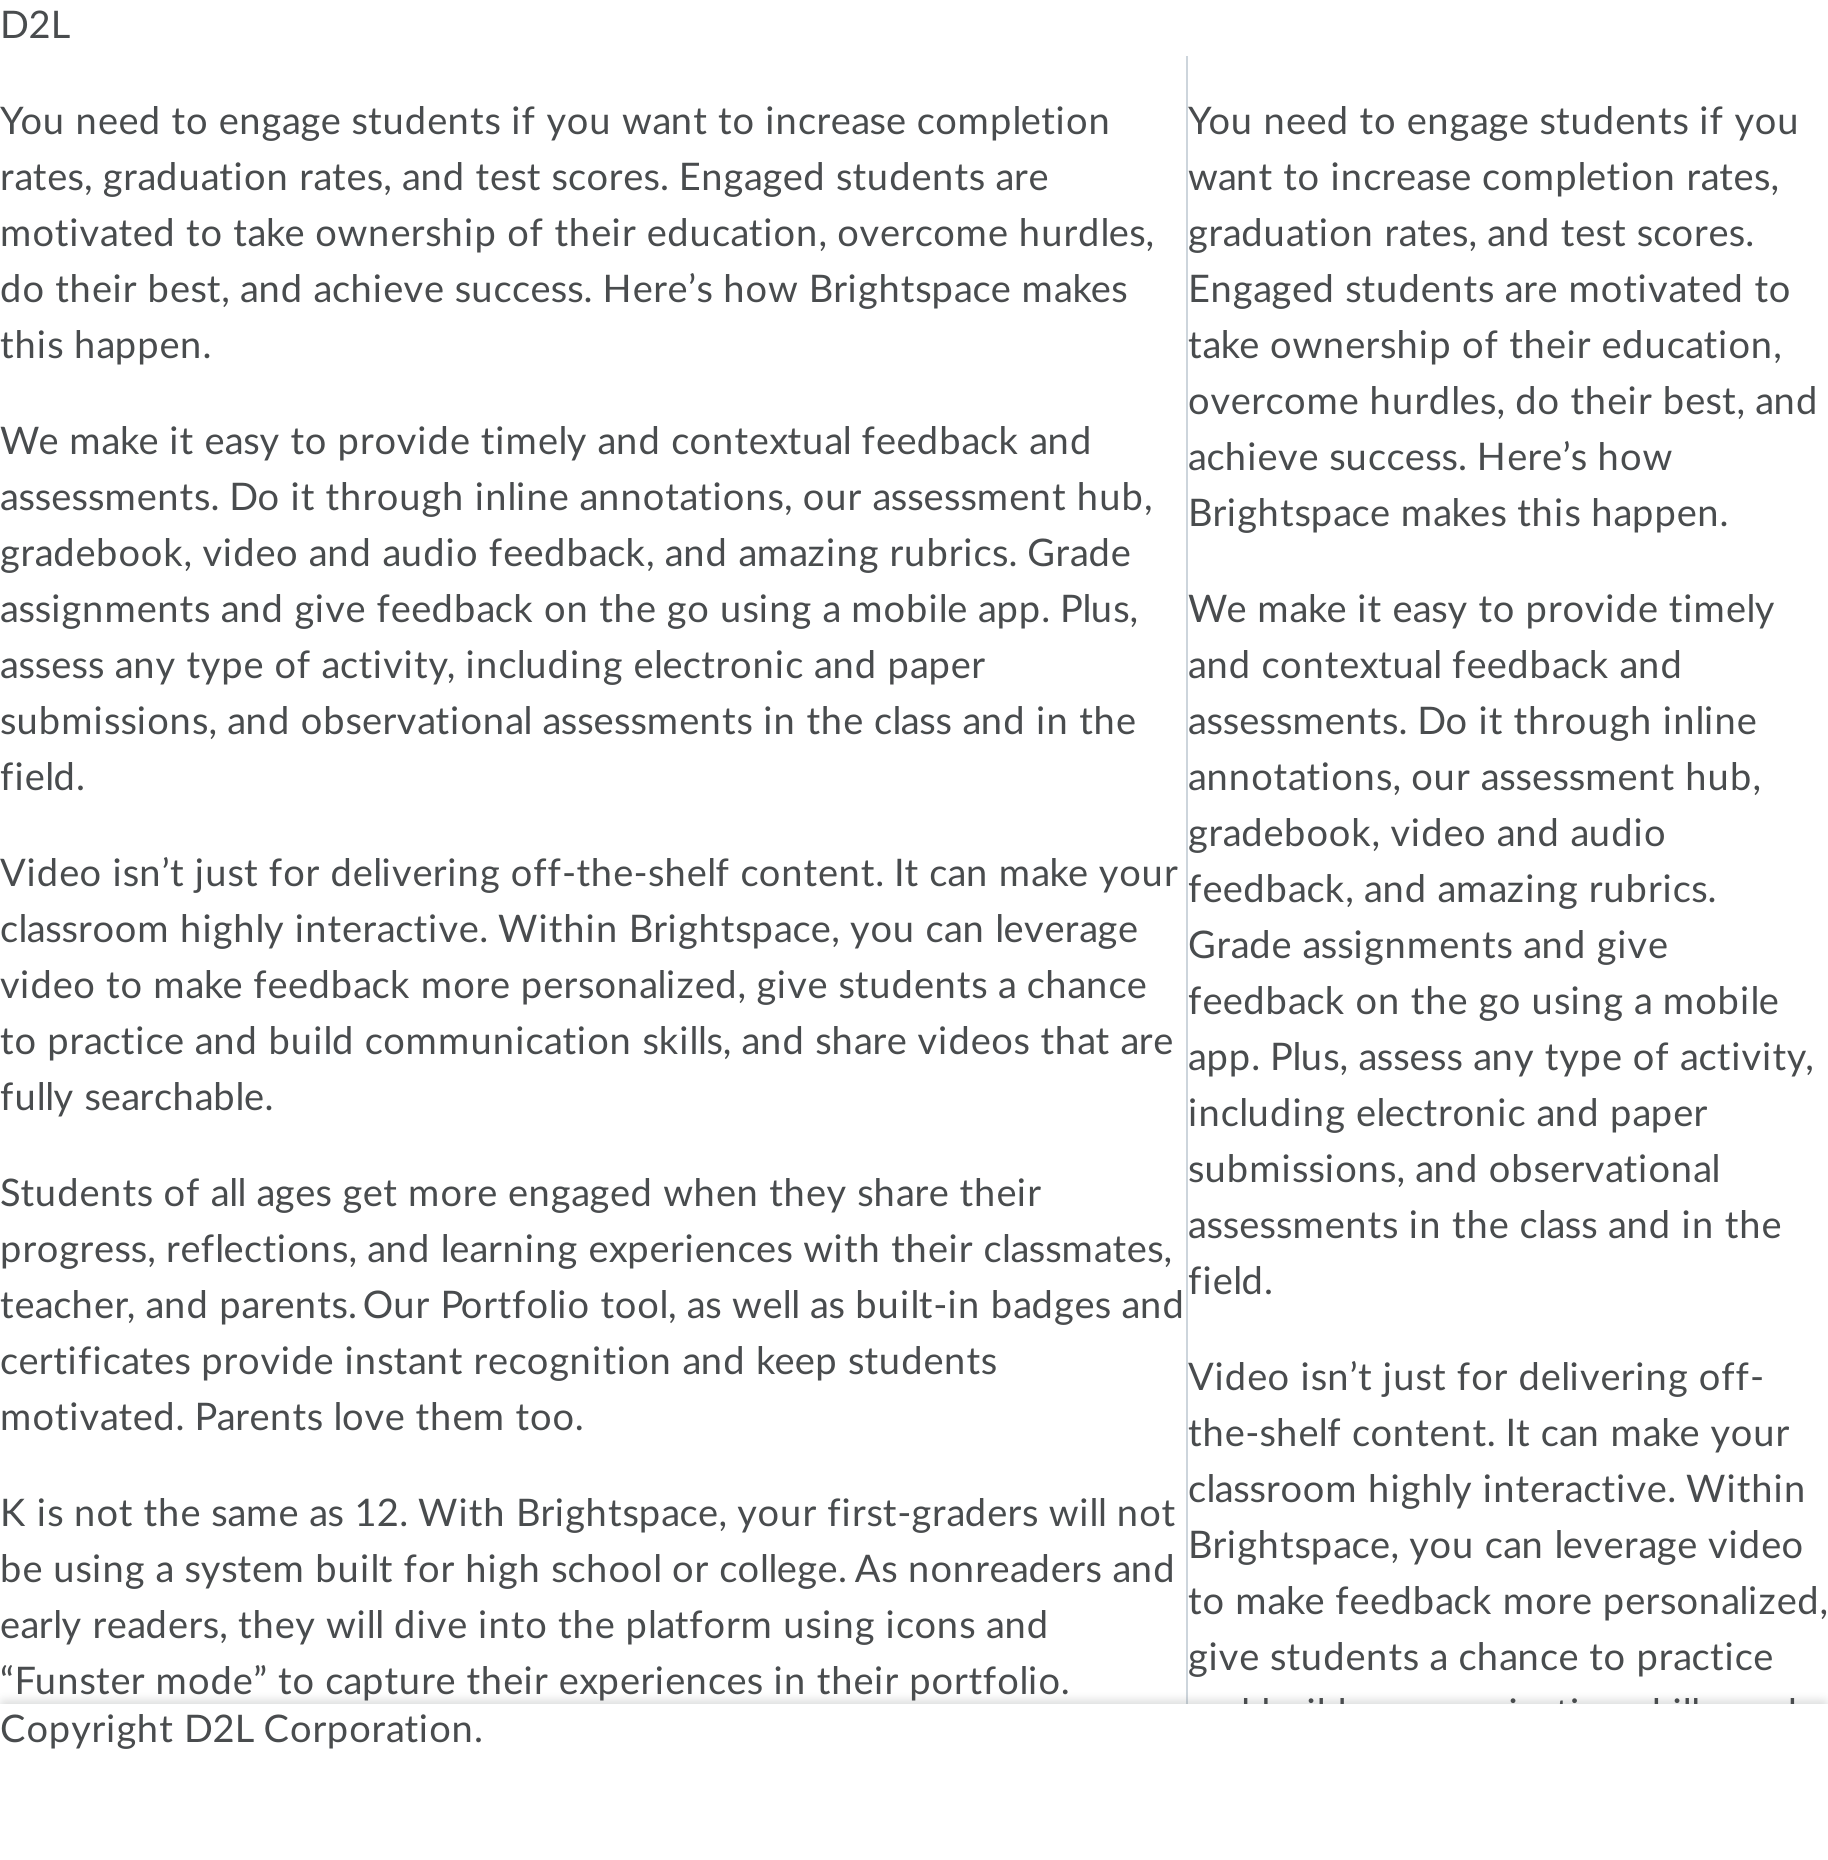 D2L
You need to engage students if you want to increase completion
rates, graduation rates, and test scores. Engaged students are
motivated to take ownership of their education, overcome hurdles,
do their best, and achieve success. Here’s how Brightspace makes
this happen.
We make it easy to provide timely and contextual feedback and
assessments. Do it through inline annotations, our assessment hub,
gradebook, video and audio feedback, and amazing rubrics. Grade
assignments and give feedback on the go using a mobile app. Plus,
assess any type of activity, including electronic and paper
submissions, and observational assessments in the class and in the
field.
Video isn’t just for delivering off-the-shelf content. It can make your
classroom highly interactive. Within Brightspace, you can leverage
video to make feedback more personalized, give students a chance
to practice and build communication skills, and share videos that are
fully searchable.
Students of all ages get more engaged when they share their
progress, reflections, and learning experiences with their classmates,
teacher, and parents. Our Portfolio tool, as well as built-in badges and
certificates provide instant recognition and keep students
motivated. Parents love them too.
K is not the same as 12. With Brightspace, your first-graders will not
be using a system built for high school or college. As nonreaders and
early readers, they will dive into the platform using icons and
“Funster mode” to capture their experiences in their portfolio.
You need to engage students if you
want to increase completion rates,
graduation rates, and test scores.
Engaged students are motivated to
take ownership of their education,
overcome hurdles, do their best, and
achieve success. Here’s how
Brightspace makes this happen.
We make it easy to provide timely
and contextual feedback and
assessments. Do it through inline
annotations, our assessment hub,
gradebook, video and audio
feedback, and amazing rubrics.
Grade assignments and give
feedback on the go using a mobile
app. Plus, assess any type of activity,
including electronic and paper
submissions, and observational
assessments in the class and in the
field.
Video isn’t just for delivering off-
the-shelf content. It can make your
classroom highly interactive. Within
Brightspace, you can leverage video
to make feedback more personalized,
give students a chance to practice
Copyright D2L Corporation.